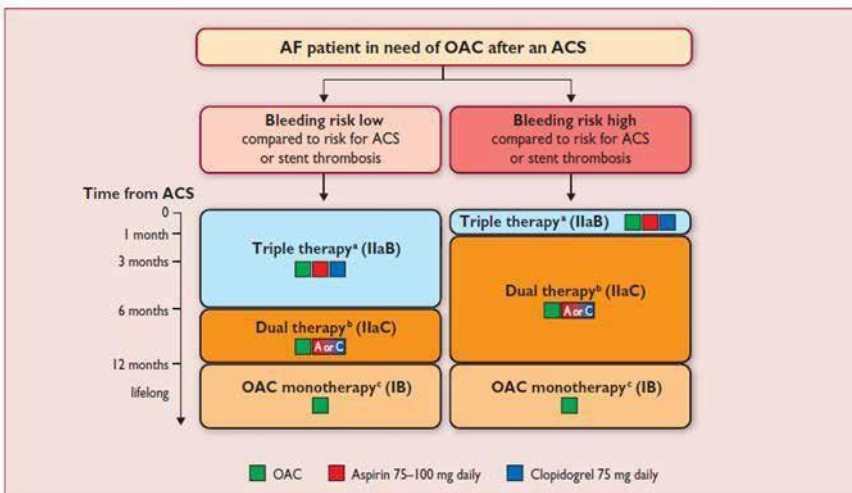 AF patient in need of OAC after an ACS
Bleeding risk low
compared to risk for ACS
or stent thrombosis
Bleeding risk high
compared to risk for ACS
or stent thrombosis
Time from ACS
0
1 month
3 months
6 months
12 months
lifelong
Triple therapyᵃ (IIaB)
Dual therapyᵇ (IIaC)
A or C
OAC monotherapyᶜ (IB)
Triple therapyᵃ (IIaB)
Dual therapyᵇ (IIaC)
A or C
OAC monotherapyᶜ (IB)
OAC Aspirin 75–100 mg daily Clopidogrel 75 mg daily